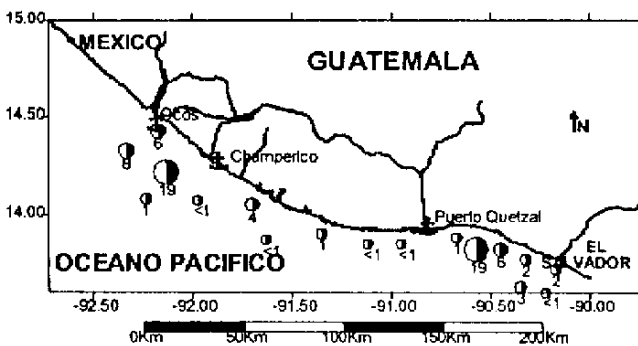 15.00
MEXICO
GUATEMALA
14.50
Ocos
6
N
8
Champerico
19
14.00
1
<1
4
Puerto Quetzal
1
<1
<1
<1
1
19
6
2
EL
SALVADOR
2
OCEANO PACIFICO
3
<1
-92.50
-92.00
-91.50
-91.00
-90.50
-90.00
0Km
50Km
100Km
150Km
200Km